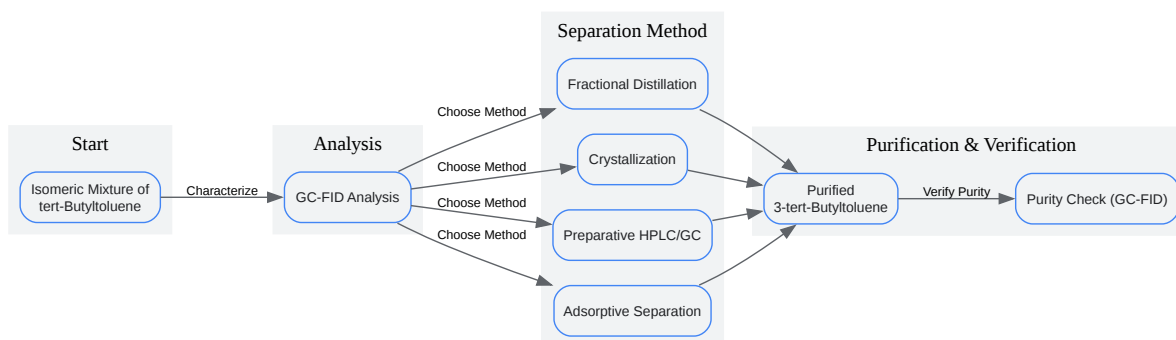 Start
Isomeric Mixture of
tert-Butyltoluene
Characterize
Analysis
GC-FID Analysis
Choose Method
Choose Method
Choose Method
Choose Method
Separation Method
Fractional Distillation
Crystallization
Preparative HPLC/GC
Adsorptive Separation
Purification & Verification
Purified
3-tert-Butyltoluene
Verify Purity
Purity Check (GC-FID)